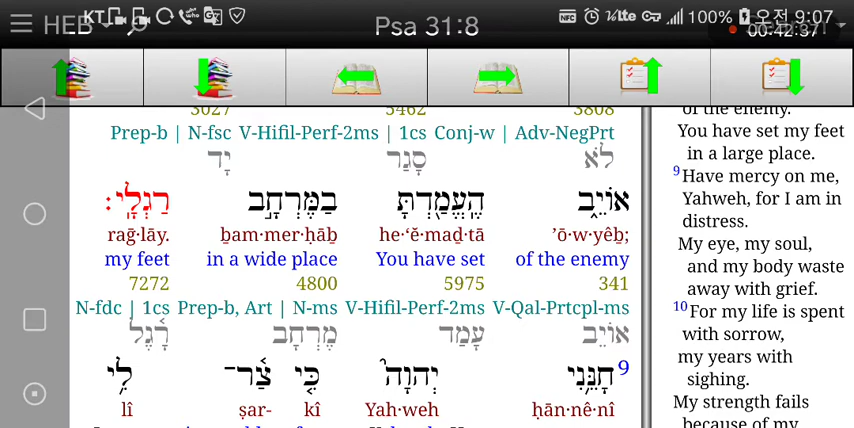 HEB KT Psa 31:8 NFC VLte 100% 오전 9:07
00:42:37
3027 5462 3808
Prep-b | N-fsc V-Hifil-Perf-2ms | 1cs Conj-w | Adv-NegPrt
לֹא סָגַר יָד
אוֹיֵ֑ב הֶֽעֱמַ֖דְתָּ בַמֶּרְחָ֣ב רַגְלָֽי׃
raḡ·lāy. ḇam·mer·ḥāḇ he·‘ĕ·maḏ·tā ’ō·w·yêḇ;
my feet in a wide place You have set of the enemy
7272 4800 5975 341
N-fdc | 1cs Prep-b, Art | N-ms V-Hifil-Perf-2ms V-Qal-Prtcpl-ms
אוֹיֵב עָמַד מֶרְחָב רֶגֶל
9 חָנֵּ֥נִי יְהוָה֮ כִּ֤י צַ֫ר־ לִ֥י
lî ṣar- kî Yah·weh ḥān·nê·nî
of the enemy.
You have set my feet
in a large place.
9 Have mercy on me,
Yahweh, for I am in
distress.
My eye, my soul,
and my body waste
away with grief.
10 For my life is spent
with sorrow,
my years with
sighing.
My strength fails
because of my